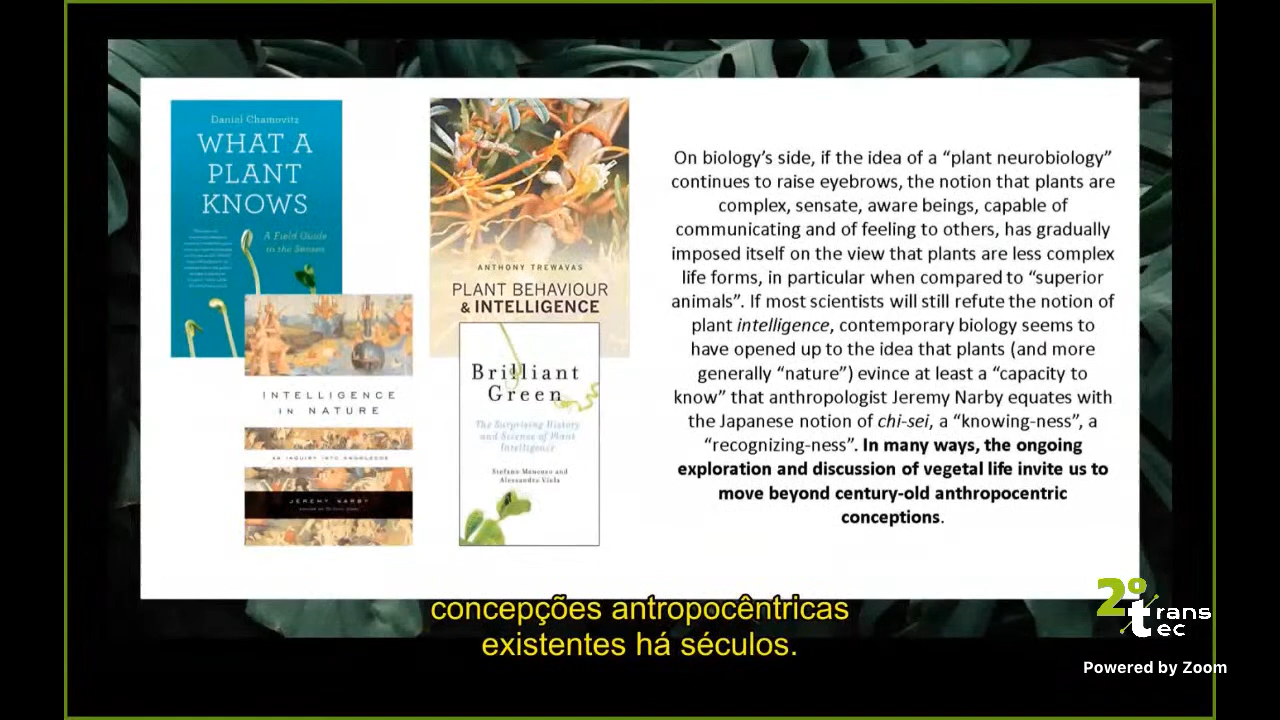 Daniel Chamovitz
WHAT A
PLANT
KNOWS
A Field Guide
to the Senses
ANTHONY TREWAVAS
PLANT BEHAVIOUR
& INTELLIGENCE
INTELLIGENCE
IN NATURE
AN INQUIRY INTO KNOWLEDGE
JEREMY NARBY
Brilliant
Green
The Surprising History
and Science of Plant
Intelligence
Stefano Mancuso and
Alessandra Viola
On biology’s side, if the idea of a “plant neurobiology”
continues to raise eyebrows, the notion that plants are
complex, sensate, aware beings, capable of
communicating and of feeling to others, has gradually
imposed itself on the view that plants are less complex
life forms, in particular when compared to “superior
animals”. If most scientists will still refute the notion of
plant intelligence, contemporary biology seems to
have opened up to the idea that plants (and more
generally “nature”) evince at least a “capacity to
know” that anthropologist Jeremy Narby equates with
the Japanese notion of chi-sei, a “knowing-ness”, a
“recognizing-ness”. In many ways, the ongoing
exploration and discussion of vegetal life invite us to
move beyond century-old anthropocentric
conceptions.
concepções antropocêntricas
existentes há séculos.
2º trans
tec
Powered by Zoom